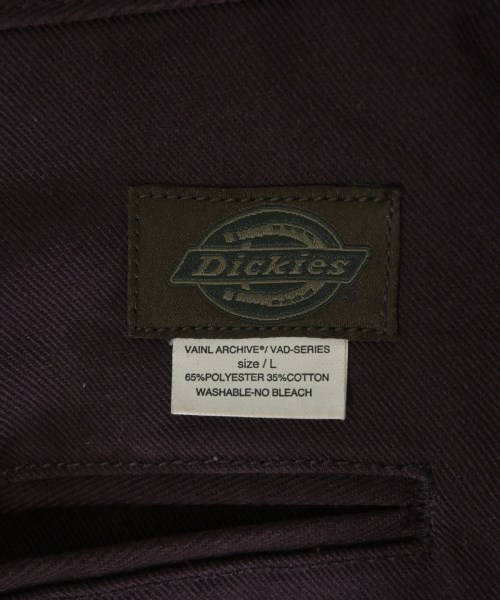 Dickies
VAINL ARCHIVE®/ VAD-SERIES
size / L
65%POLYESTER 35%COTTON
WASHABLE-NO BLEACH